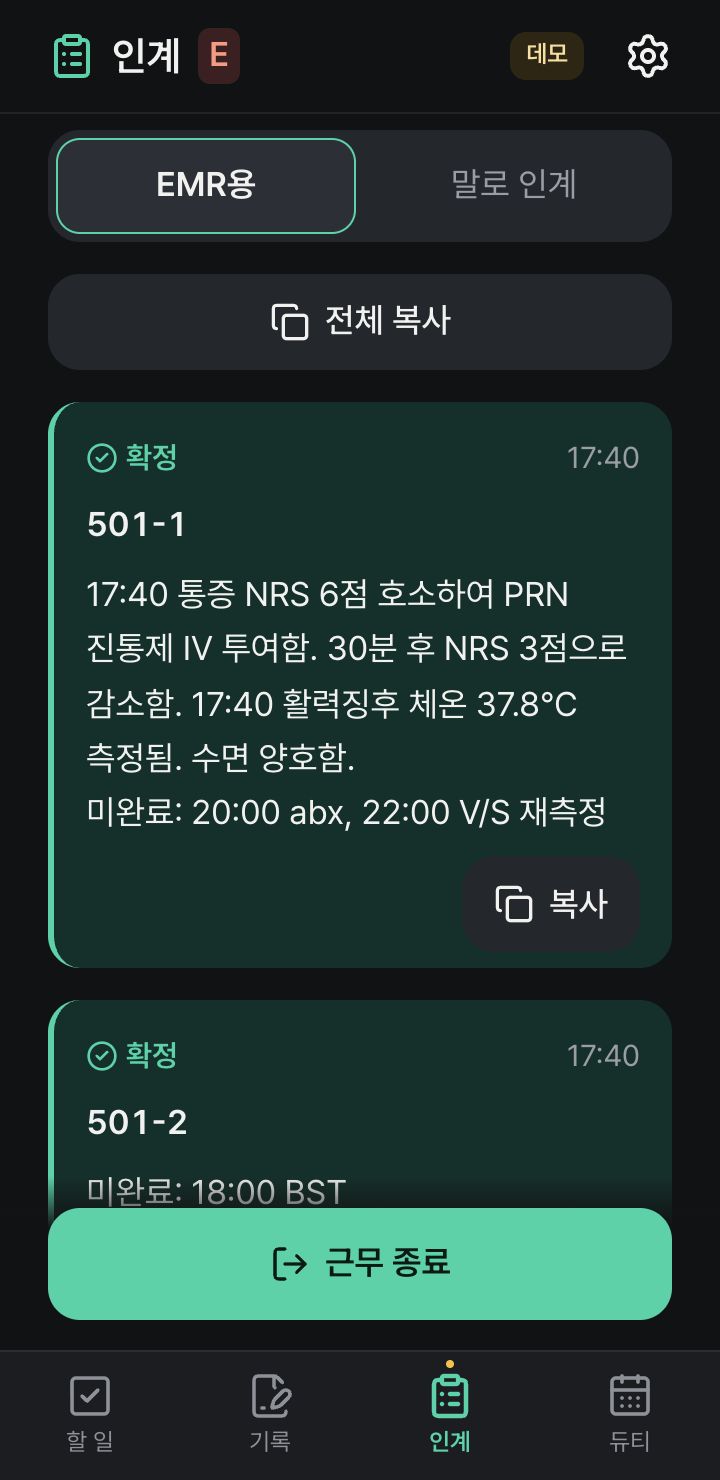 인계 E
데모
EMR용
말로 인계
전체 복사
확정
17:40
501-1
17:40 통증 NRS 6점 호소하여 PRN
진통제 IV 투여함. 30분 후 NRS 3점으로
감소함. 17:40 활력징후 체온 37.8°C
측정됨. 수면 양호함.
미완료: 20:00 abx, 22:00 V/S 재측정
복사
확정
17:40
501-2
미완료: 18:00 BST
근무 종료
할 일
기록
인계
듀티